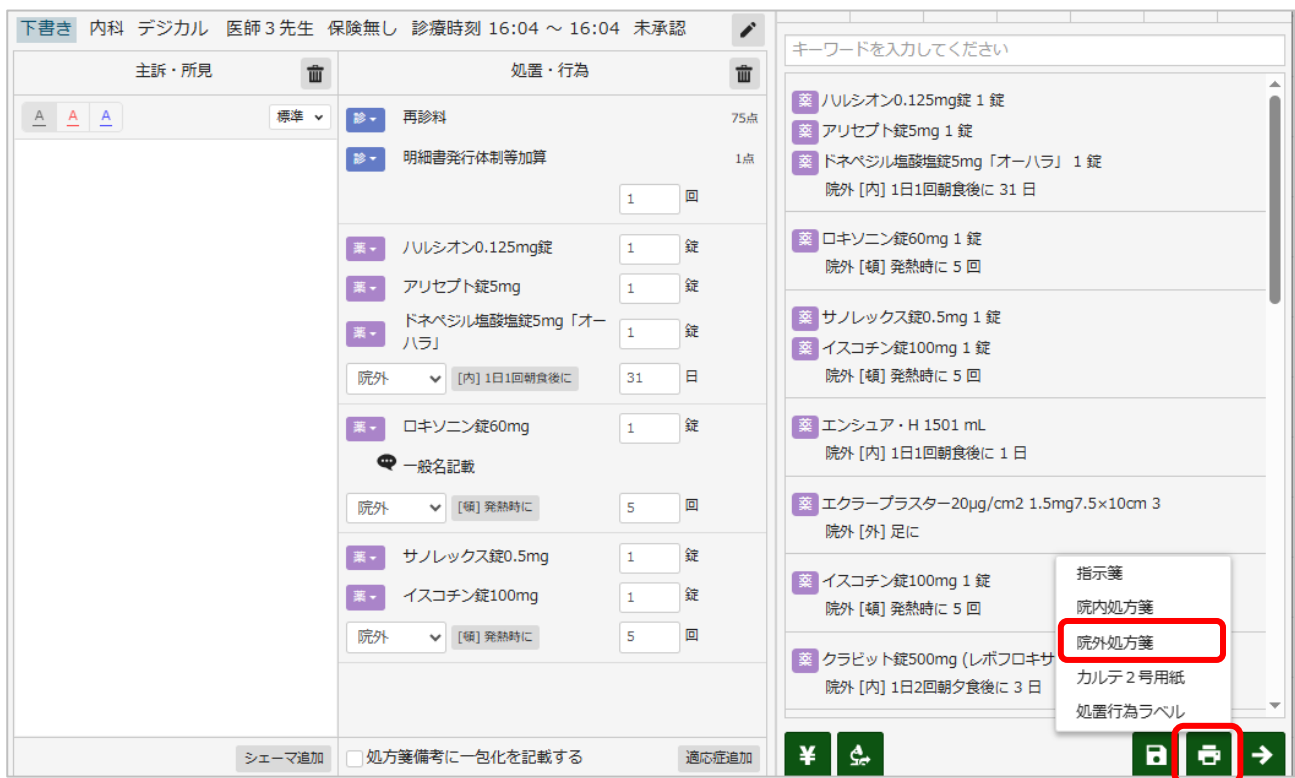 下書き 内科 デジカル 医師３先生 保険無し 診療時刻 16:04 ～ 16:04 未承認
主訴・所見
処置・行為
A A A 標準
診 再診料 75点
診 明細書発行体制等加算 1点
1 回
薬 ハルシオン0.125mg錠 1 錠
薬 アリセプト錠5mg 1 錠
薬 ドネペジル塩酸塩錠5mg「オー
ハラ」 1 錠
院外 [内] 1日1回朝食後に 31 日
薬 ロキソニン錠60mg 1 錠
一般名記載
院外 [頓] 発熱時に 5 回
薬 サノレックス錠0.5mg 1 錠
薬 イスコチン錠100mg 1 錠
院外 [頓] 発熱時に 5 回
シェーマ追加
処方箋備考に一包化を記載する
適応症追加
キーワードを入力してください
薬 ハルシオン0.125mg錠 1 錠
薬 アリセプト錠5mg 1 錠
薬 ドネペジル塩酸塩錠5mg「オーハラ」 1 錠
院外 [内] 1日1回朝食後に 31 日
薬 ロキソニン錠60mg 1 錠
院外 [頓] 発熱時に 5 回
薬 サノレックス錠0.5mg 1 錠
薬 イスコチン錠100mg 1 錠
院外 [頓] 発熱時に 5 回
薬 エンシュア・H 1501 mL
院外 [内] 1日1回朝食後に 1 日
薬 エクラープラスター20μg/cm2 1.5mg7.5×10cm 3
院外 [外] 足に
薬 イスコチン錠100mg 1 錠
院外 [頓] 発熱時に 5 回
薬 クラビット錠500mg (レボフロキサ
院外 [内] 1日2回朝夕食後に 3 日
指示箋
院内処方箋
院外処方箋
カルテ２号用紙
処置行為ラベル
¥